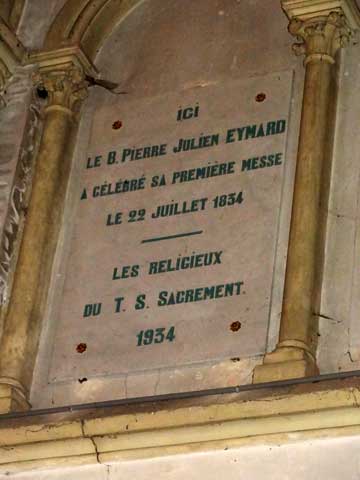 ICI
LE B. PIERRE JULIEN EYMARD
A CÉLÉBRÉ SA PREMIÈRE MESSE
LE 22 JUILLET 1834
LES RELIGIEUX
DU T. S. SACREMENT.
1934